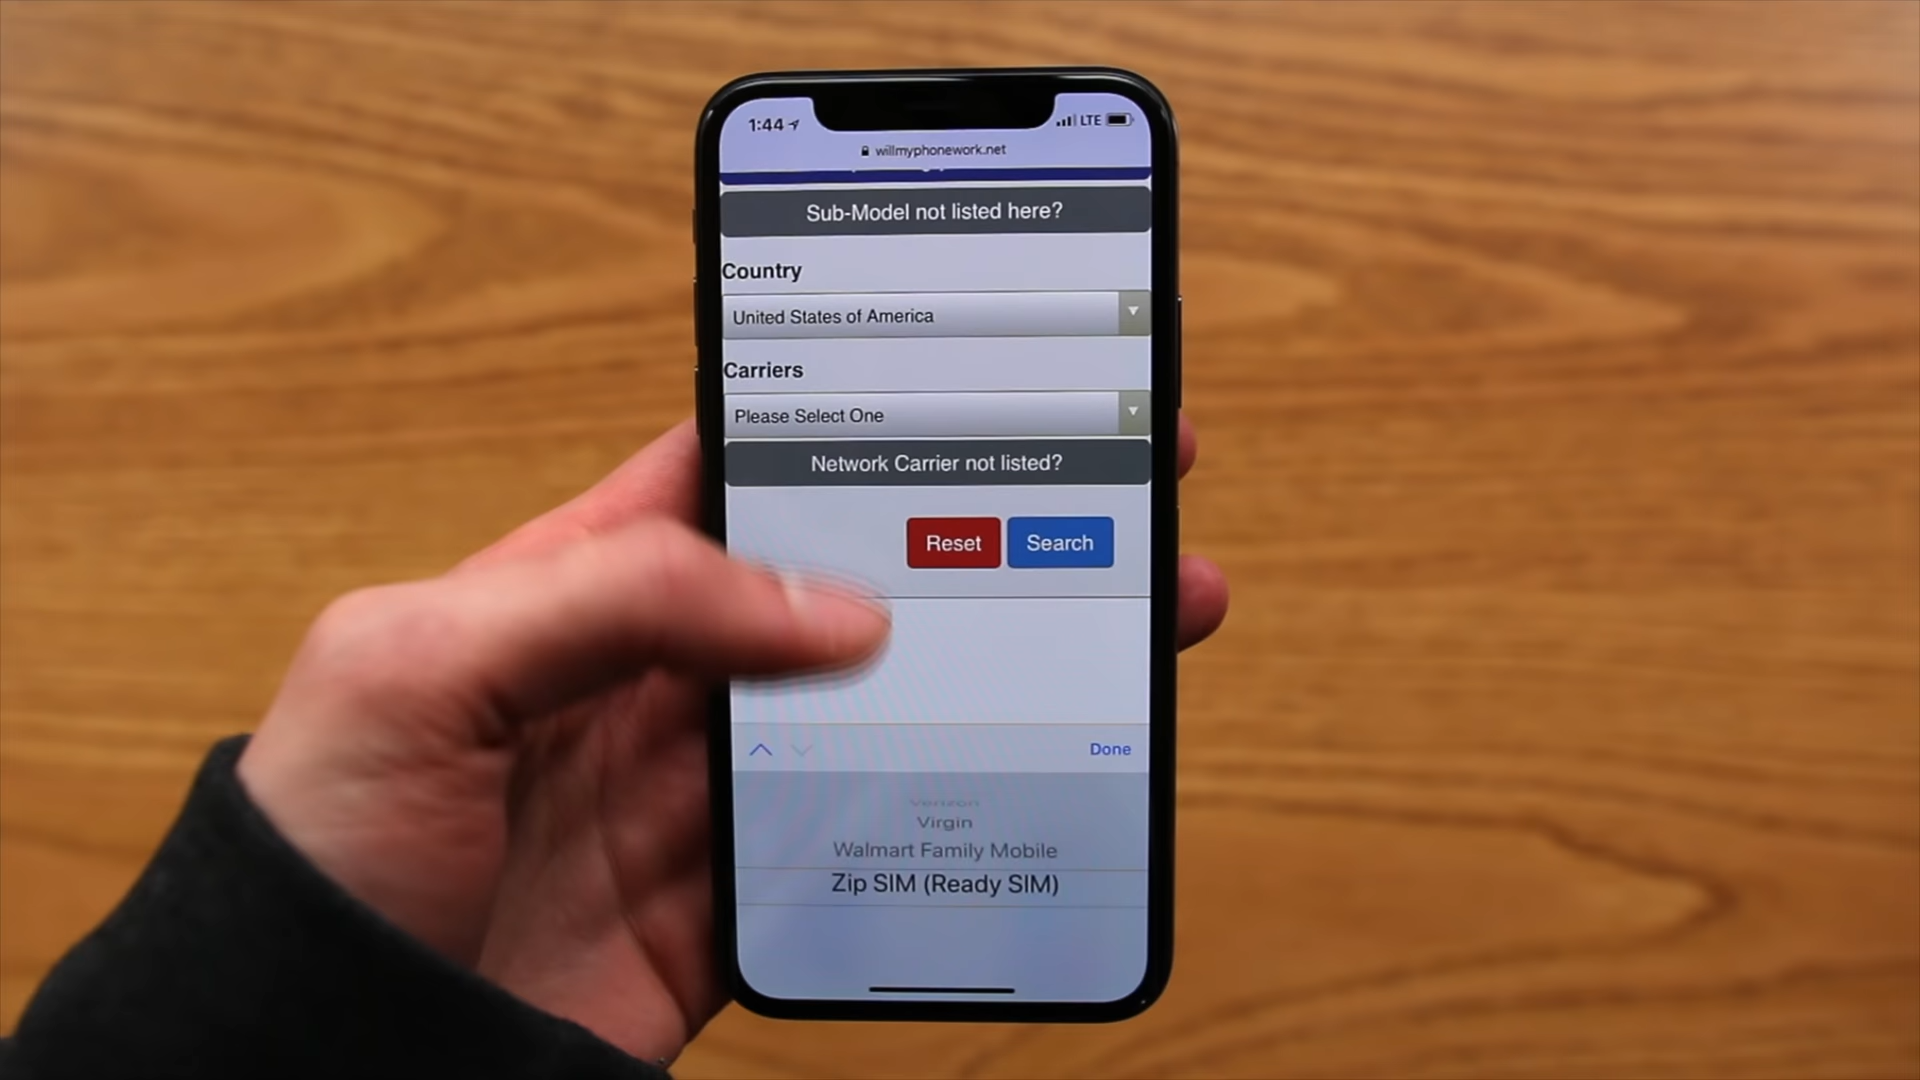 1:44
LTE
willmyphonework.net
Sub-Model not listed here?
Country
United States of America
Carriers
Please Select One
Network Carrier not listed?
Reset Search
Done
Verizon
Virgin
Walmart Family Mobile
Zip SIM (Ready SIM)